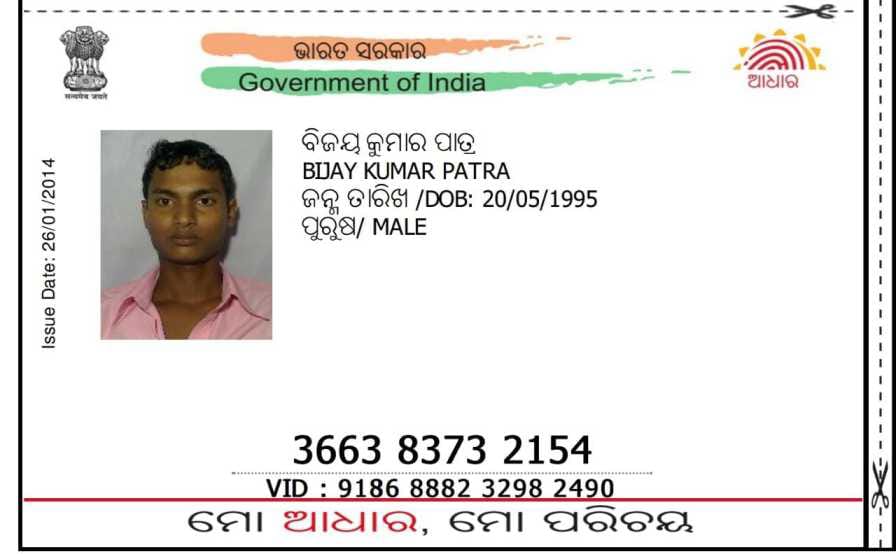 ଭାରତ ସରକାର
Government of India
सत्यमेव जयते
ଆଧାର
Issue Date: 26/01/2014
ବିଜୟ କୁମାର ପାତ୍ର
BIJAY KUMAR PATRA
ଜନ୍ମ ତାରିଖ /DOB: 20/05/1995
ପୁରୁଷ/ MALE
3663 8373 2154
VID : 9186 8882 3298 2490
ମୋ ଆଧାର, ମୋ ପରିଚୟ